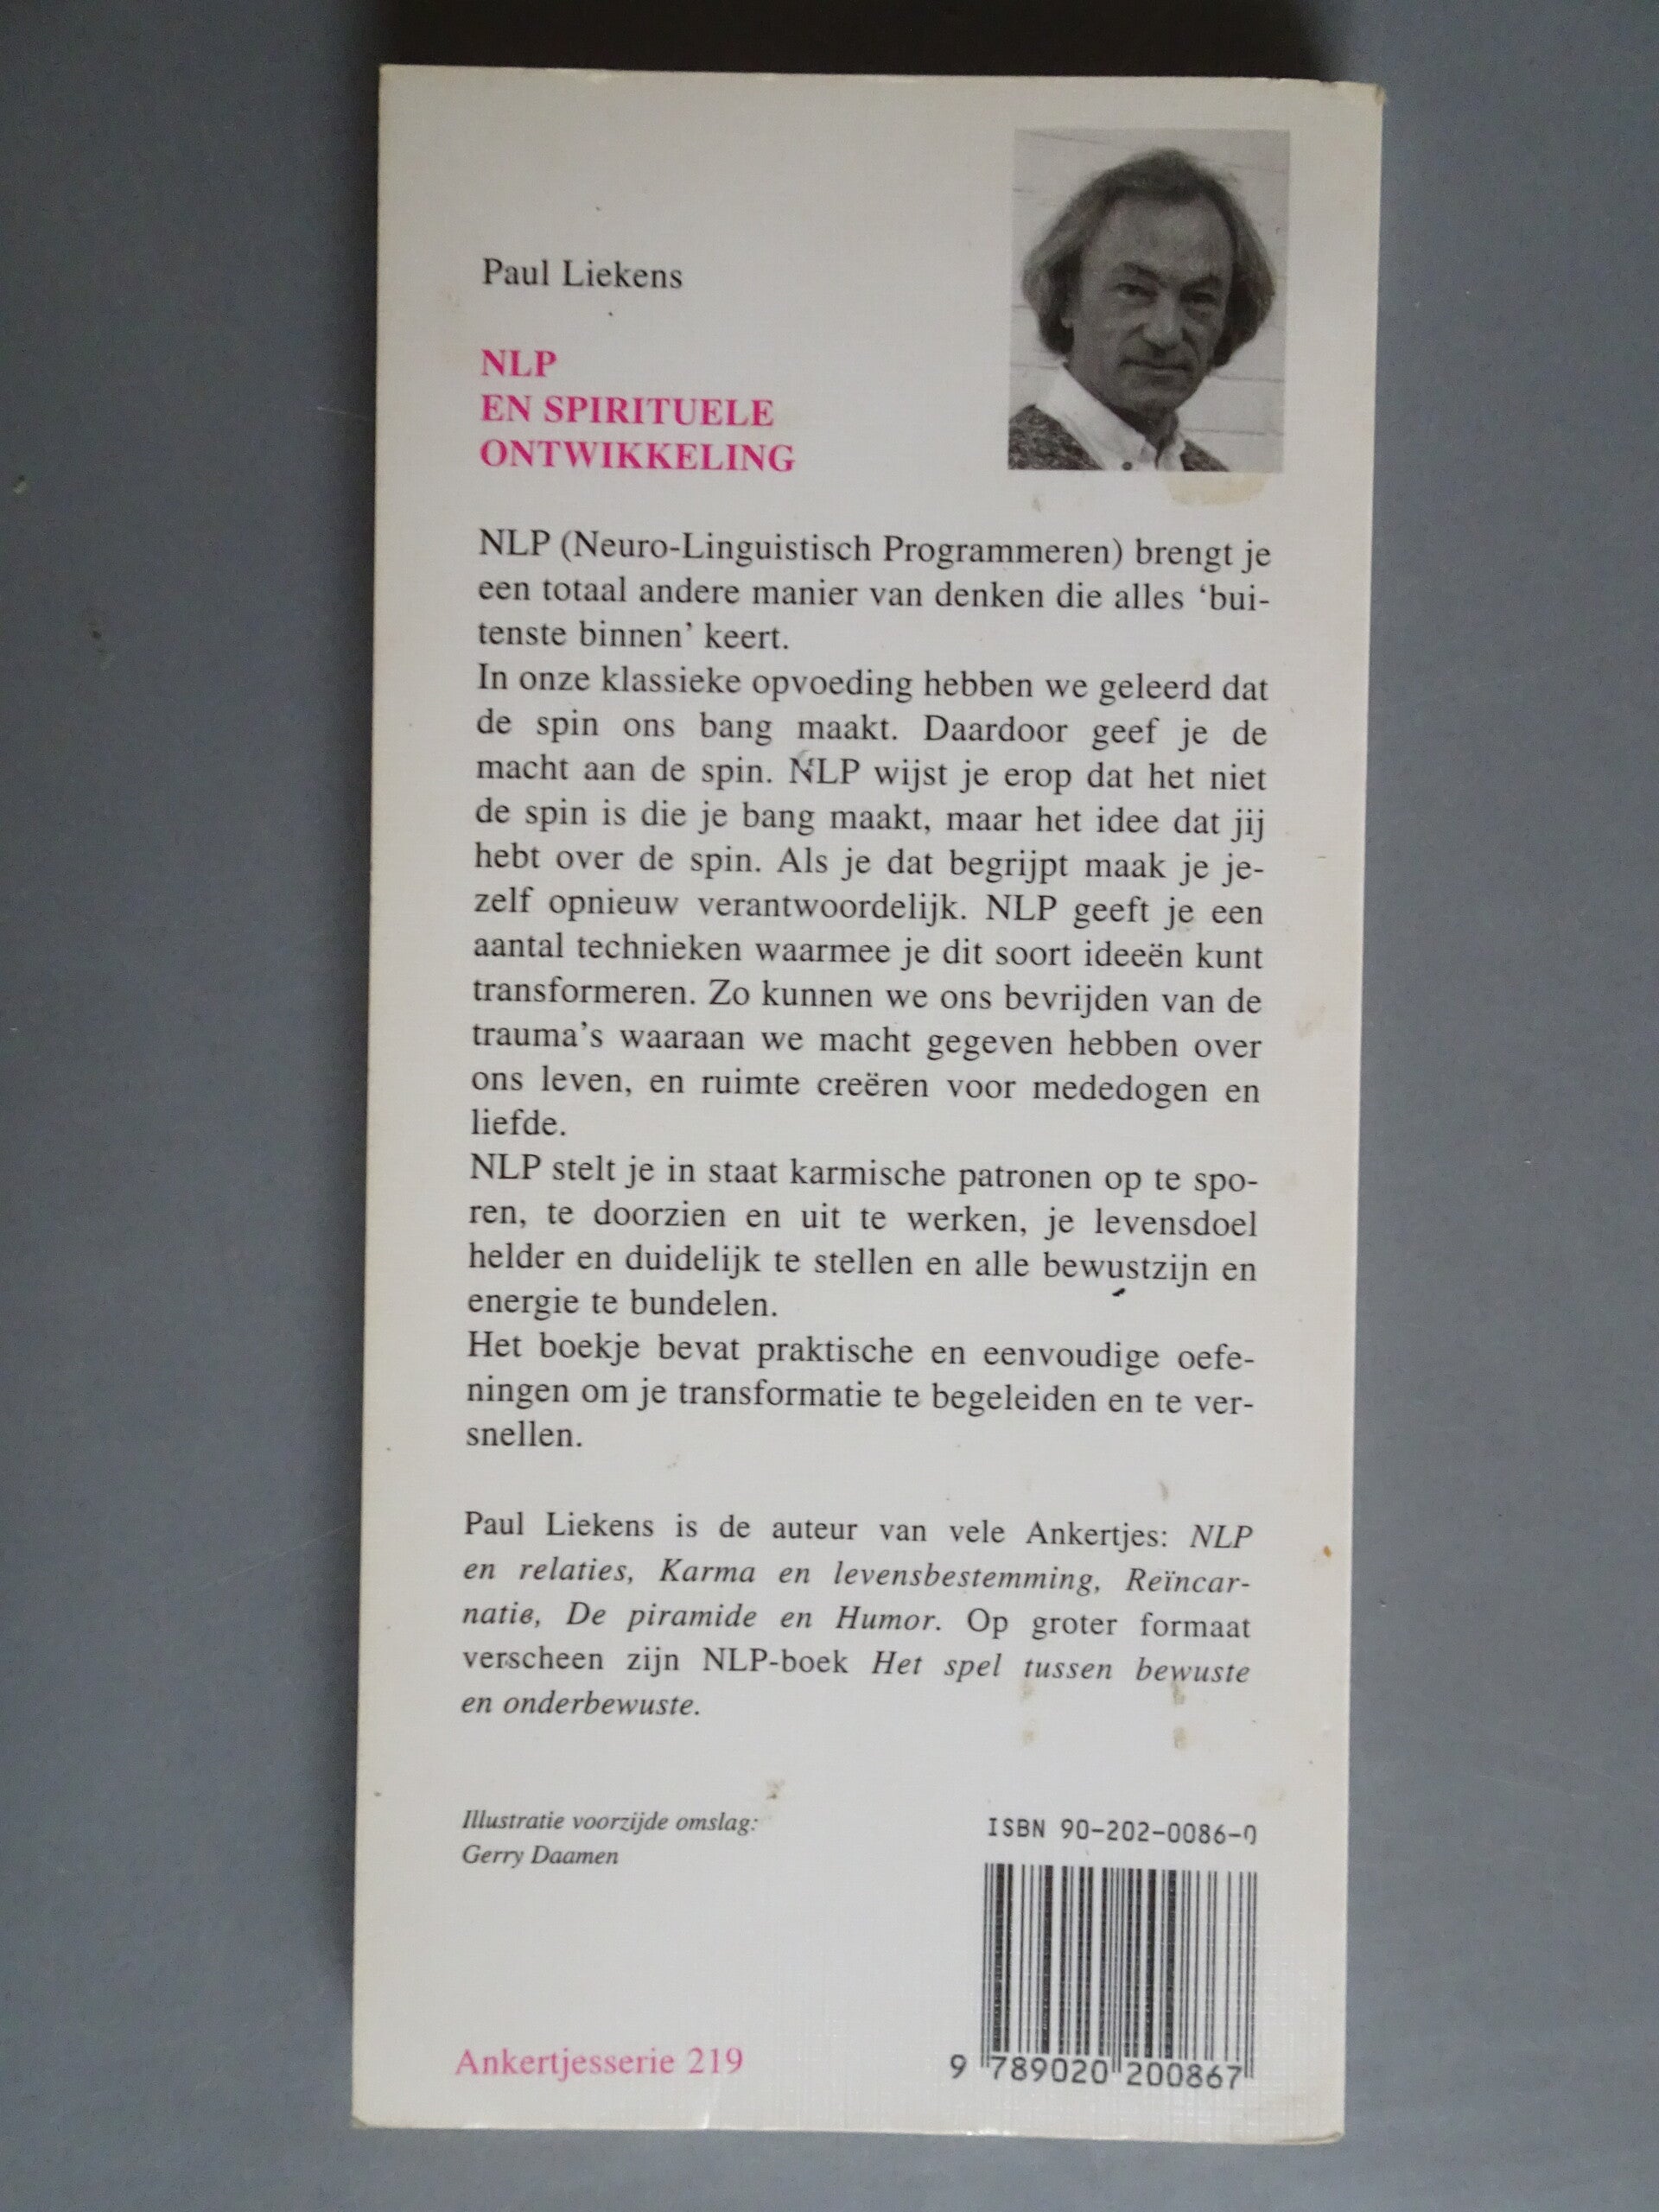 Paul Liekens
NLP
EN SPIRITUELE
ONTWIKKELING
NLP (Neuro-Linguistisch Programmeren) brengt je
een totaal andere manier van denken die alles ‘bui-
tenste binnen’ keert.
In onze klassieke opvoeding hebben we geleerd dat
de spin ons bang maakt. Daardoor geef je de
macht aan de spin. NLP wijst je erop dat het niet
de spin is die je bang maakt, maar het idee dat jij
hebt over de spin. Als je dat begrijpt maak je je-
zelf opnieuw verantwoordelijk. NLP geeft je een
aantal technieken waarmee je dit soort ideeën kunt
transformeren. Zo kunnen we ons bevrijden van de
trauma’s waaraan we macht gegeven hebben over
ons leven, en ruimte creëren voor mededogen en
liefde.
NLP stelt je in staat karmische patronen op te spo-
ren, te doorzien en uit te werken, je levensdoel
helder en duidelijk te stellen en alle bewustzijn en
energie te bundelen.
Het boekje bevat praktische en eenvoudige oefe-
ningen om je transformatie te begeleiden en te ver-
snellen.
Paul Liekens is de auteur van vele Ankertjes: NLP
en relaties, Karma en levensbestemming, Reïncar-
natie, De piramide en Humor. Op groter formaat
verscheen zijn NLP-boek Het spel tussen bewuste
en onderbewuste.
Illustratie voorzijde omslag:
Gerry Daamen
ISBN 90-202-0086-0
9 789020 200867
Ankertjesserie 219